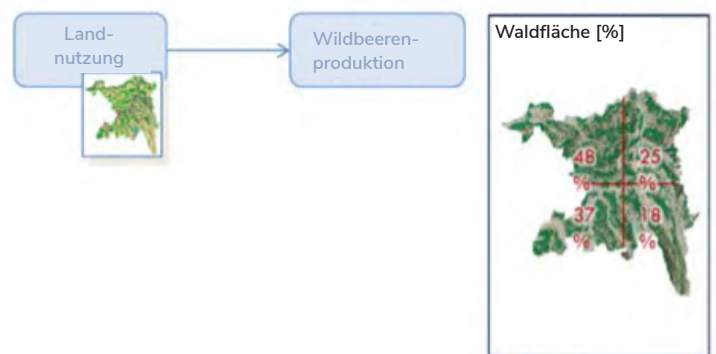 Land-
nutzung
Wildbeeren-
produktion
Waldfläche [%]
48 25
% %
37 18
% %